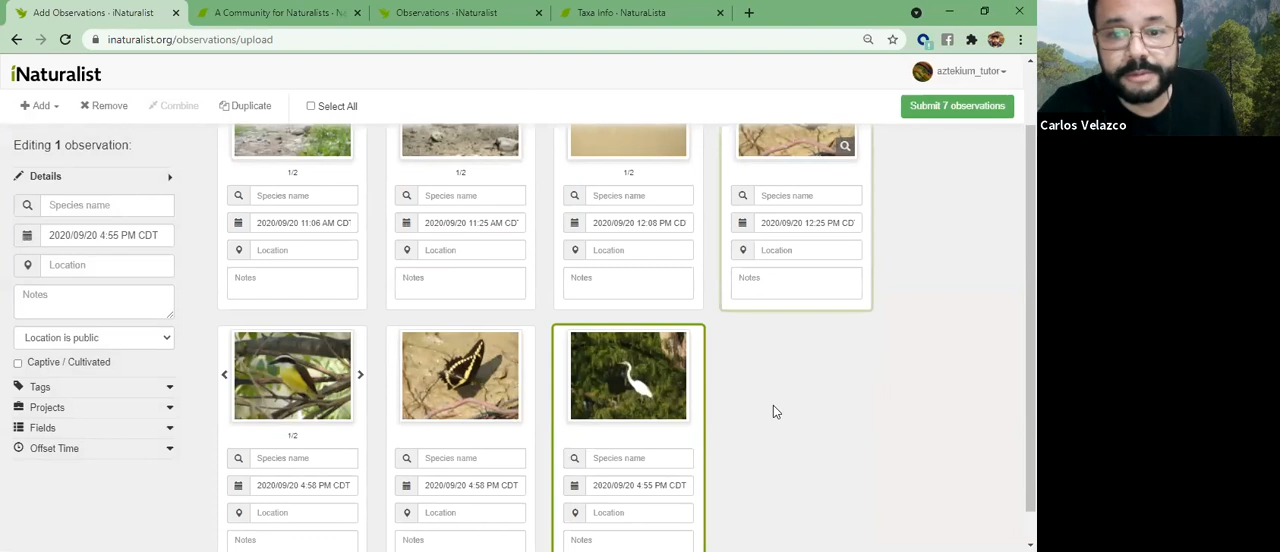 Add Observations · iNaturalist
A Community for Naturalists · N
Observations · iNaturalist
Taxa Info - NaturaLista
inaturalist.org/observations/upload
iNaturalist
aztekium_tutor
Add
Remove
Combine
Duplicate
Select All
Submit 7 observations
Carlos Velazco
Editing 1 observation:
Details
Species name
2020/09/20 4:55 PM CDT
Location
Notes
Location is public
Captive / Cultivated
Tags
Projects
Fields
Offset Time
1/2
1/2
1/2
Species name
Species name
Species name
Species name
2020/09/20 11:06 AM CDT
2020/09/20 11:25 AM CDT
2020/09/20 12:08 PM CD
2020/09/20 12:25 PM CD
Location
Location
Location
Location
Notes
Notes
Notes
Notes
1/2
Species name
Species name
Species name
2020/09/20 4:58 PM CDT
2020/09/20 4:58 PM CDT
2020/09/20 4:55 PM CDT
Location
Location
Location
Notes
Notes
Notes